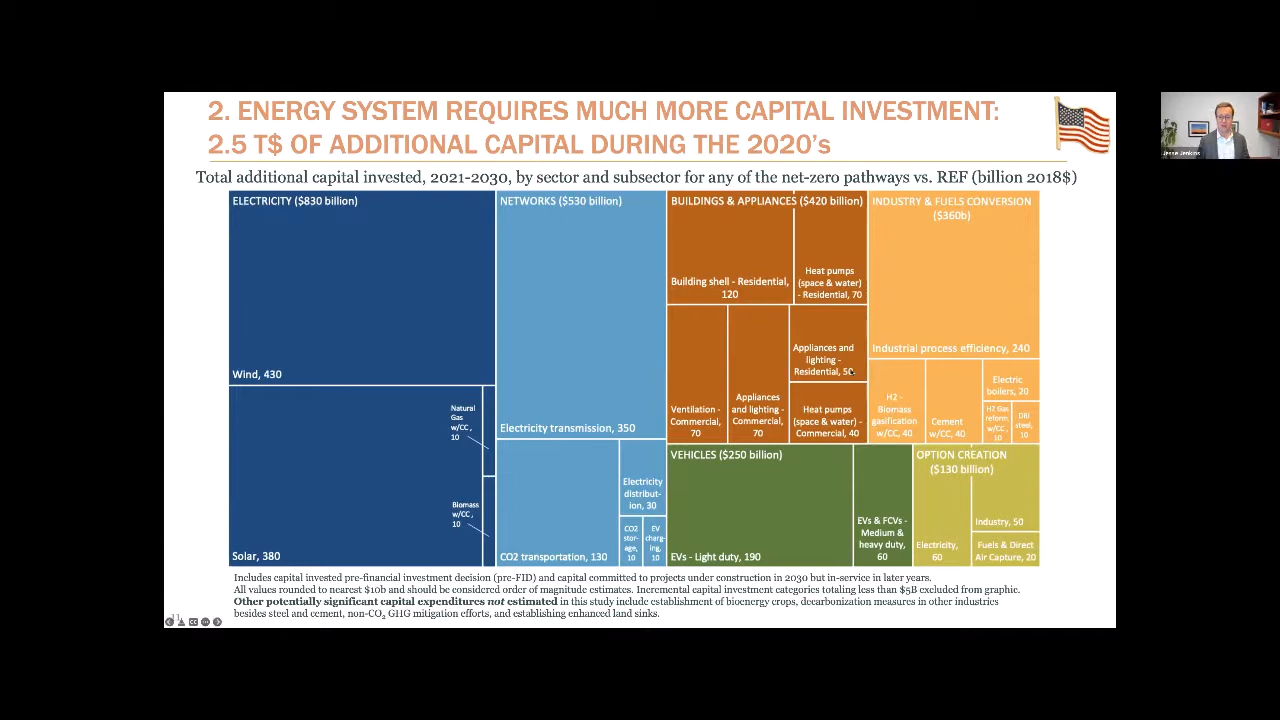 2. ENERGY SYSTEM REQUIRES MUCH MORE CAPITAL INVESTMENT:
2.5 T$ OF ADDITIONAL CAPITAL DURING THE 2020's
Jesse Jenkins
Total additional capital invested, 2021-2030, by sector and subsector for any of the net-zero pathways vs. REF (billion 2018$)
ELECTRICITY ($830 billion)
Wind, 430
Natural
Gas
w/CC ,
10
Biomass
w/CC ,
10
Solar, 380
NETWORKS ($530 billion)
Electricity transmission, 350
Electricity
distribut-
ion, 30
CO2
stor-
age,
10
EV
charg-
ing,
10
CO2 transportation, 130
BUILDINGS & APPLIANCES ($420 billion)
Building shell - Residential,
120
Heat pumps
(space & water)
- Residential, 70
Ventilation -
Commercial,
70
Appliances
and lighting -
Commercial,
70
Appliances and
lighting -
Residential, 50
Heat pumps
(space & water) -
Commercial, 40
INDUSTRY & FUELS CONVERSION
($360b)
Industrial process efficiency, 240
H2 -
Biomass
gasification
w/CC, 40
Cement
w/CC, 40
Electric
boilers, 20
H2 Gas
reform
w/CC,
10
DRI
steel,
10
VEHICLES ($250 billion)
EVs - Light duty, 190
EVs & FCVs -
Medium &
heavy duty,
60
OPTION CREATION
($130 billion)
Electricity,
60
Industry, 50
Fuels & Direct
Air Capture, 20
Includes capital invested pre-financial investment decision (pre-FID) and capital committed to projects under construction in 2030 but in-service in later years.
All values rounded to nearest $10b and should be considered order of magnitude estimates. Incremental capital investment categories totaling less than $5B excluded from graphic.
Other potentially significant capital expenditures not estimated in this study include establishment of bioenergy crops, decarbonization measures in other industries
besides steel and cement, non-CO₂ GHG mitigation efforts, and establishing enhanced land sinks.